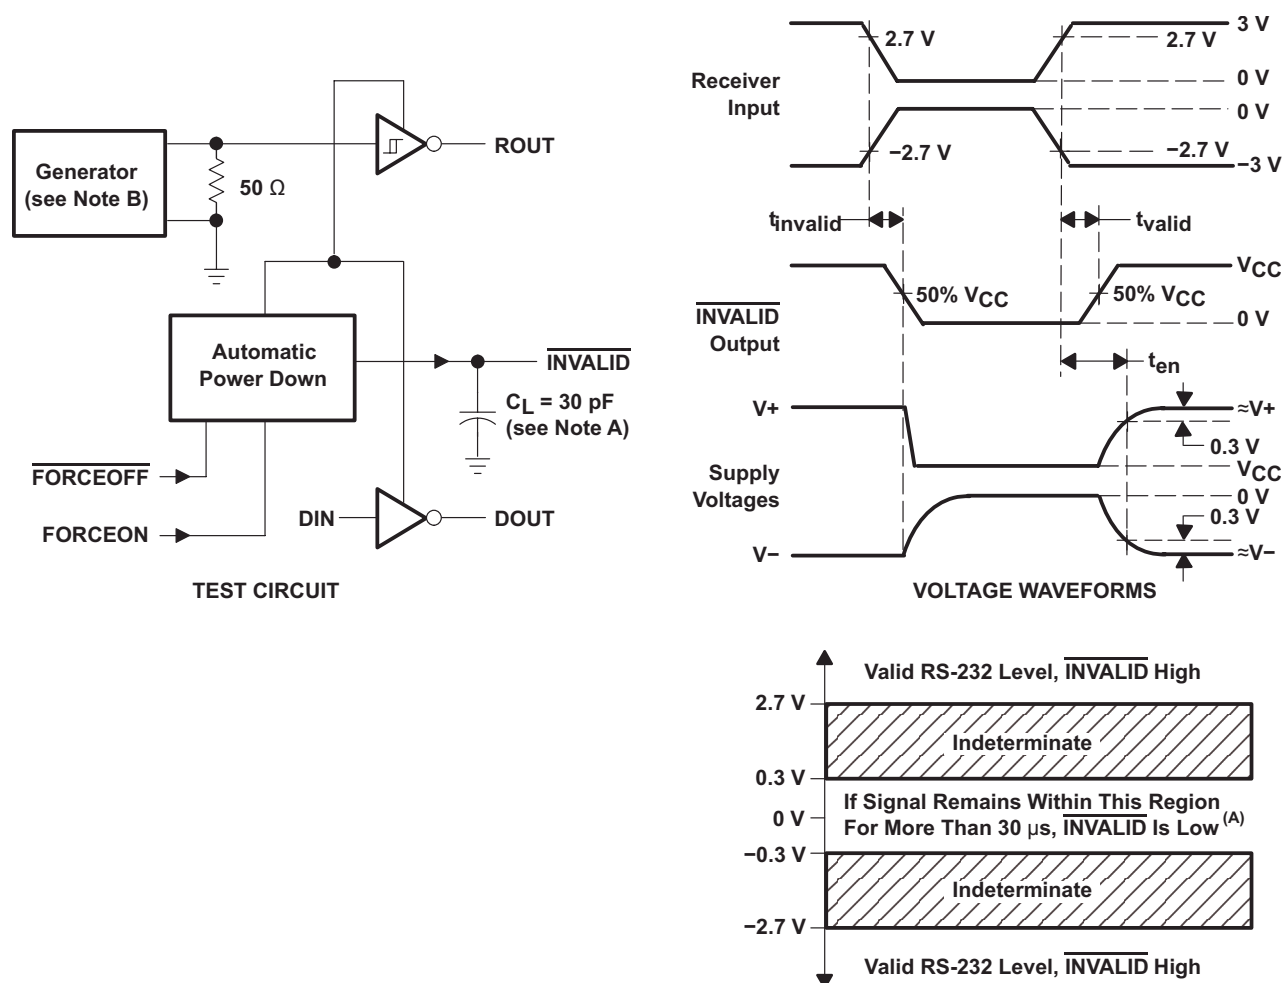 Generator
(see Note B)
50 Ω
ROUT
Automatic
Power Down
INVALID
CL = 30 pF
(see Note A)
FORCEOFF
FORCEON
DIN
DOUT
TEST CIRCUIT
Receiver
Input
2.7 V
3 V
2.7 V
0 V
0 V
−2.7 V
−2.7 V
−3 V
tinvalid
tvalid
INVALID
Output
50% VCC
50% VCC
VCC
0 V
ten
V+
≈V+
0.3 V
VCC
Supply
Voltages
0 V
0.3 V
V−
≈V−
VOLTAGE WAVEFORMS
Valid RS-232 Level, INVALID High
2.7 V
Indeterminate
0.3 V
If Signal Remains Within This Region
0 V
For More Than 30 μs, INVALID Is Low (A)
−0.3 V
Indeterminate
−2.7 V
Valid RS-232 Level, INVALID High